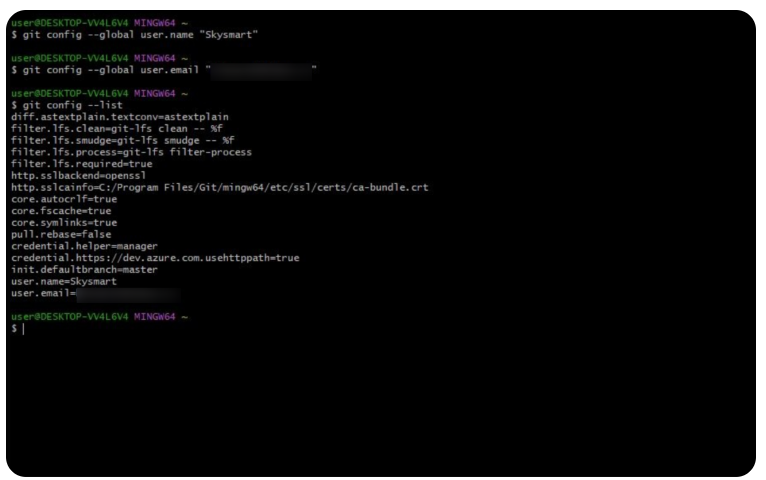 user@DESKTOP-VV4L6V4 MINGW64 ~
$ git config --global user.name "Skysmart"
user@DESKTOP-VV4L6V4 MINGW64 ~
$ git config --global user.email " "
user@DESKTOP-VV4L6V4 MINGW64 ~
$ git config --list
diff.astextplain.textconv=astextplain
filter.lfs.clean=git-lfs clean -- %f
filter.lfs.smudge=git-lfs smudge -- %f
filter.lfs.process=git-lfs filter-process
filter.lfs.required=true
http.sslbackend=openssl
http.sslcainfo=C:/Program Files/Git/mingw64/etc/ssl/certs/ca-bundle.crt
core.autocrlf=true
core.fscache=true
core.symlinks=true
pull.rebase=false
credential.helper=manager
credential.https://dev.azure.com.usehttppath=true
init.defaultbranch=master
user.name=Skysmart
user.email=
user@DESKTOP-VV4L6V4 MINGW64 ~
$